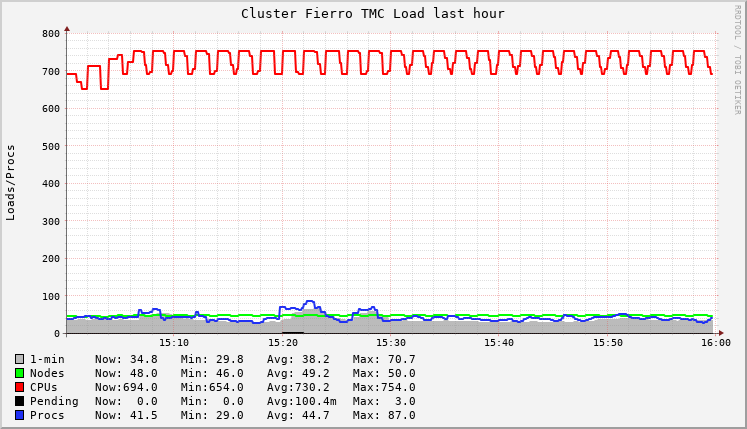 Cluster Fierro TMC Load last hour
RRDTOOL / TOBI OETIKER
Loads/Procs
800
700
600
500
400
300
200
100
0
15:10 15:20 15:30 15:40 15:50 16:00
1-min Now: 34.8 Min: 29.8 Avg: 38.2 Max: 70.7
Nodes Now: 48.0 Min: 46.0 Avg: 49.2 Max: 50.0
CPUs Now:694.0 Min:654.0 Avg:730.2 Max:754.0
Pending Now: 0.0 Min: 0.0 Avg:100.4m Max: 3.0
Procs Now: 41.5 Min: 29.0 Avg: 44.7 Max: 87.0